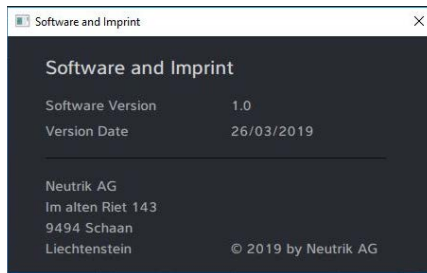 Software and Imprint
Software and Imprint
Software Version 1.0
Version Date 26/03/2019
Neutrik AG
Im alten Riet 143
9494 Schaan
Liechtenstein © 2019 by Neutrik AG